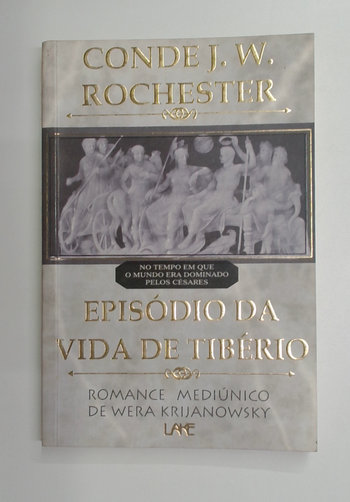 CONDE J. W.
ROCHESTER
NO TEMPO EM QUE
O MUNDO ERA DOMINADO
PELOS CÉSARES
EPISÓDIO DA
VIDA DE TIBÉRIO
ROMANCE MEDIÚNICO
DE WERA KRIJANOWSKY
LAKE